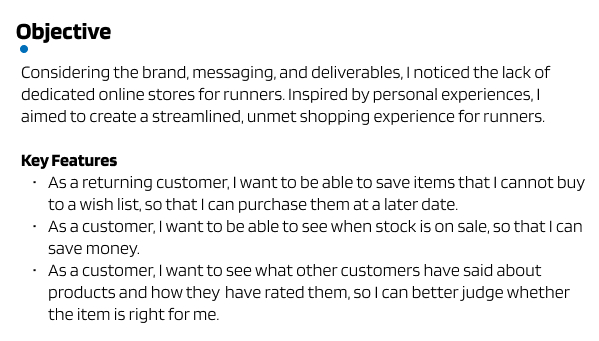 Objective
Considering the brand, messaging, and deliverables, I noticed the lack of
dedicated online stores for runners. Inspired by personal experiences, I
aimed to create a streamlined, unmet shopping experience for runners.
Key Features
· As a returning customer, I want to be able to save items that I cannot buy
to a wish list, so that I can purchase them at a later date.
· As a customer, I want to be able to see when stock is on sale, so that I can
save money.
· As a customer, I want to see what other customers have said about
products and how they have rated them, so I can better judge whether
the item is right for me.